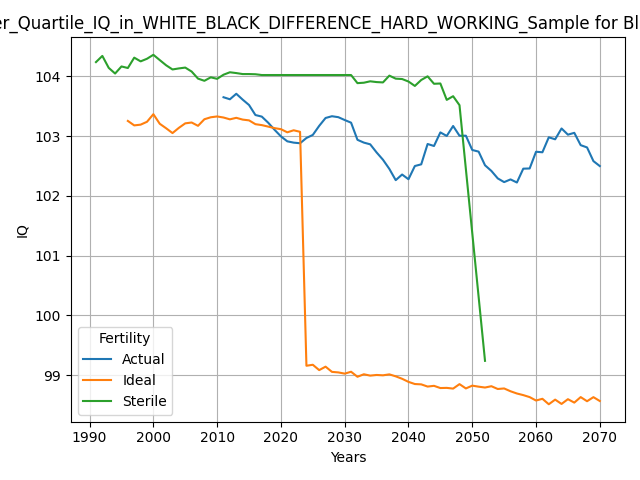 er_Quartile_IQ_in_WHITE_BLACK_DIFFERENCE_HARD_WORKING_Sample for Bl
104
103
102
101
100
99
IQ
Fertility
Actual
Ideal
Sterile
1990 2000 2010 2020 2030 2040 2050 2060 2070
Years